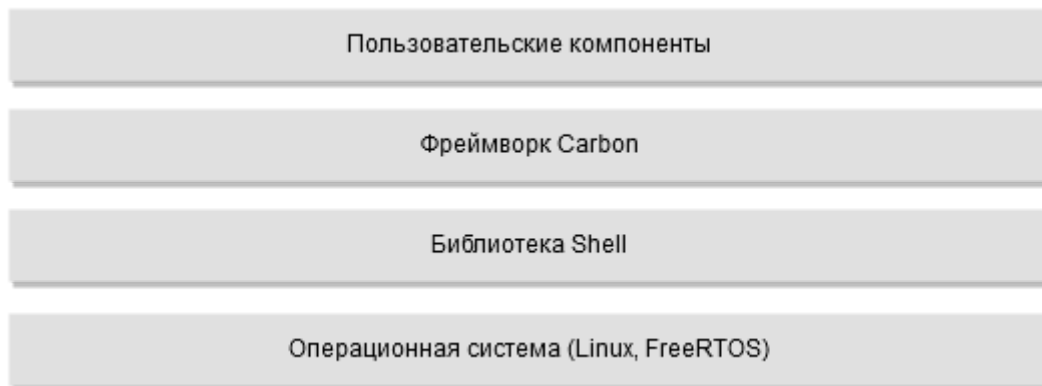 Пользовательские компоненты
Фреймворк Carbon
Библиотека Shell
Операционная система (Linux, FreeRTOS)